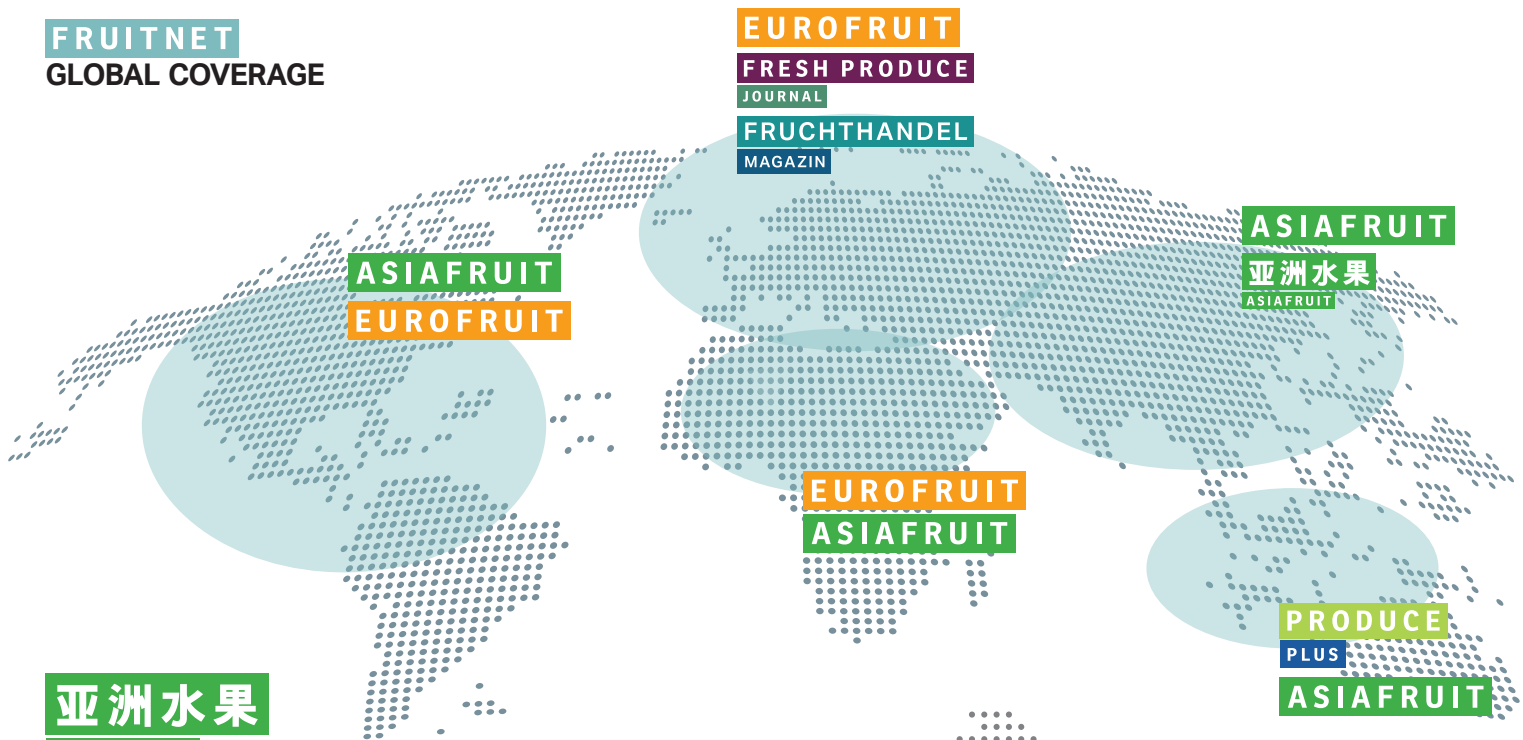 FRUITNET
GLOBAL COVERAGE
EUROFRUIT
FRESH PRODUCE
JOURNAL
FRUCHTHANDEL
MAGAZIN
ASIAFRUIT
EUROFRUIT
ASIAFRUIT
亚洲水果
ASIAFRUIT
EUROFRUIT
ASIAFRUIT
PRODUCE
PLUS
ASIAFRUIT
亚洲水果